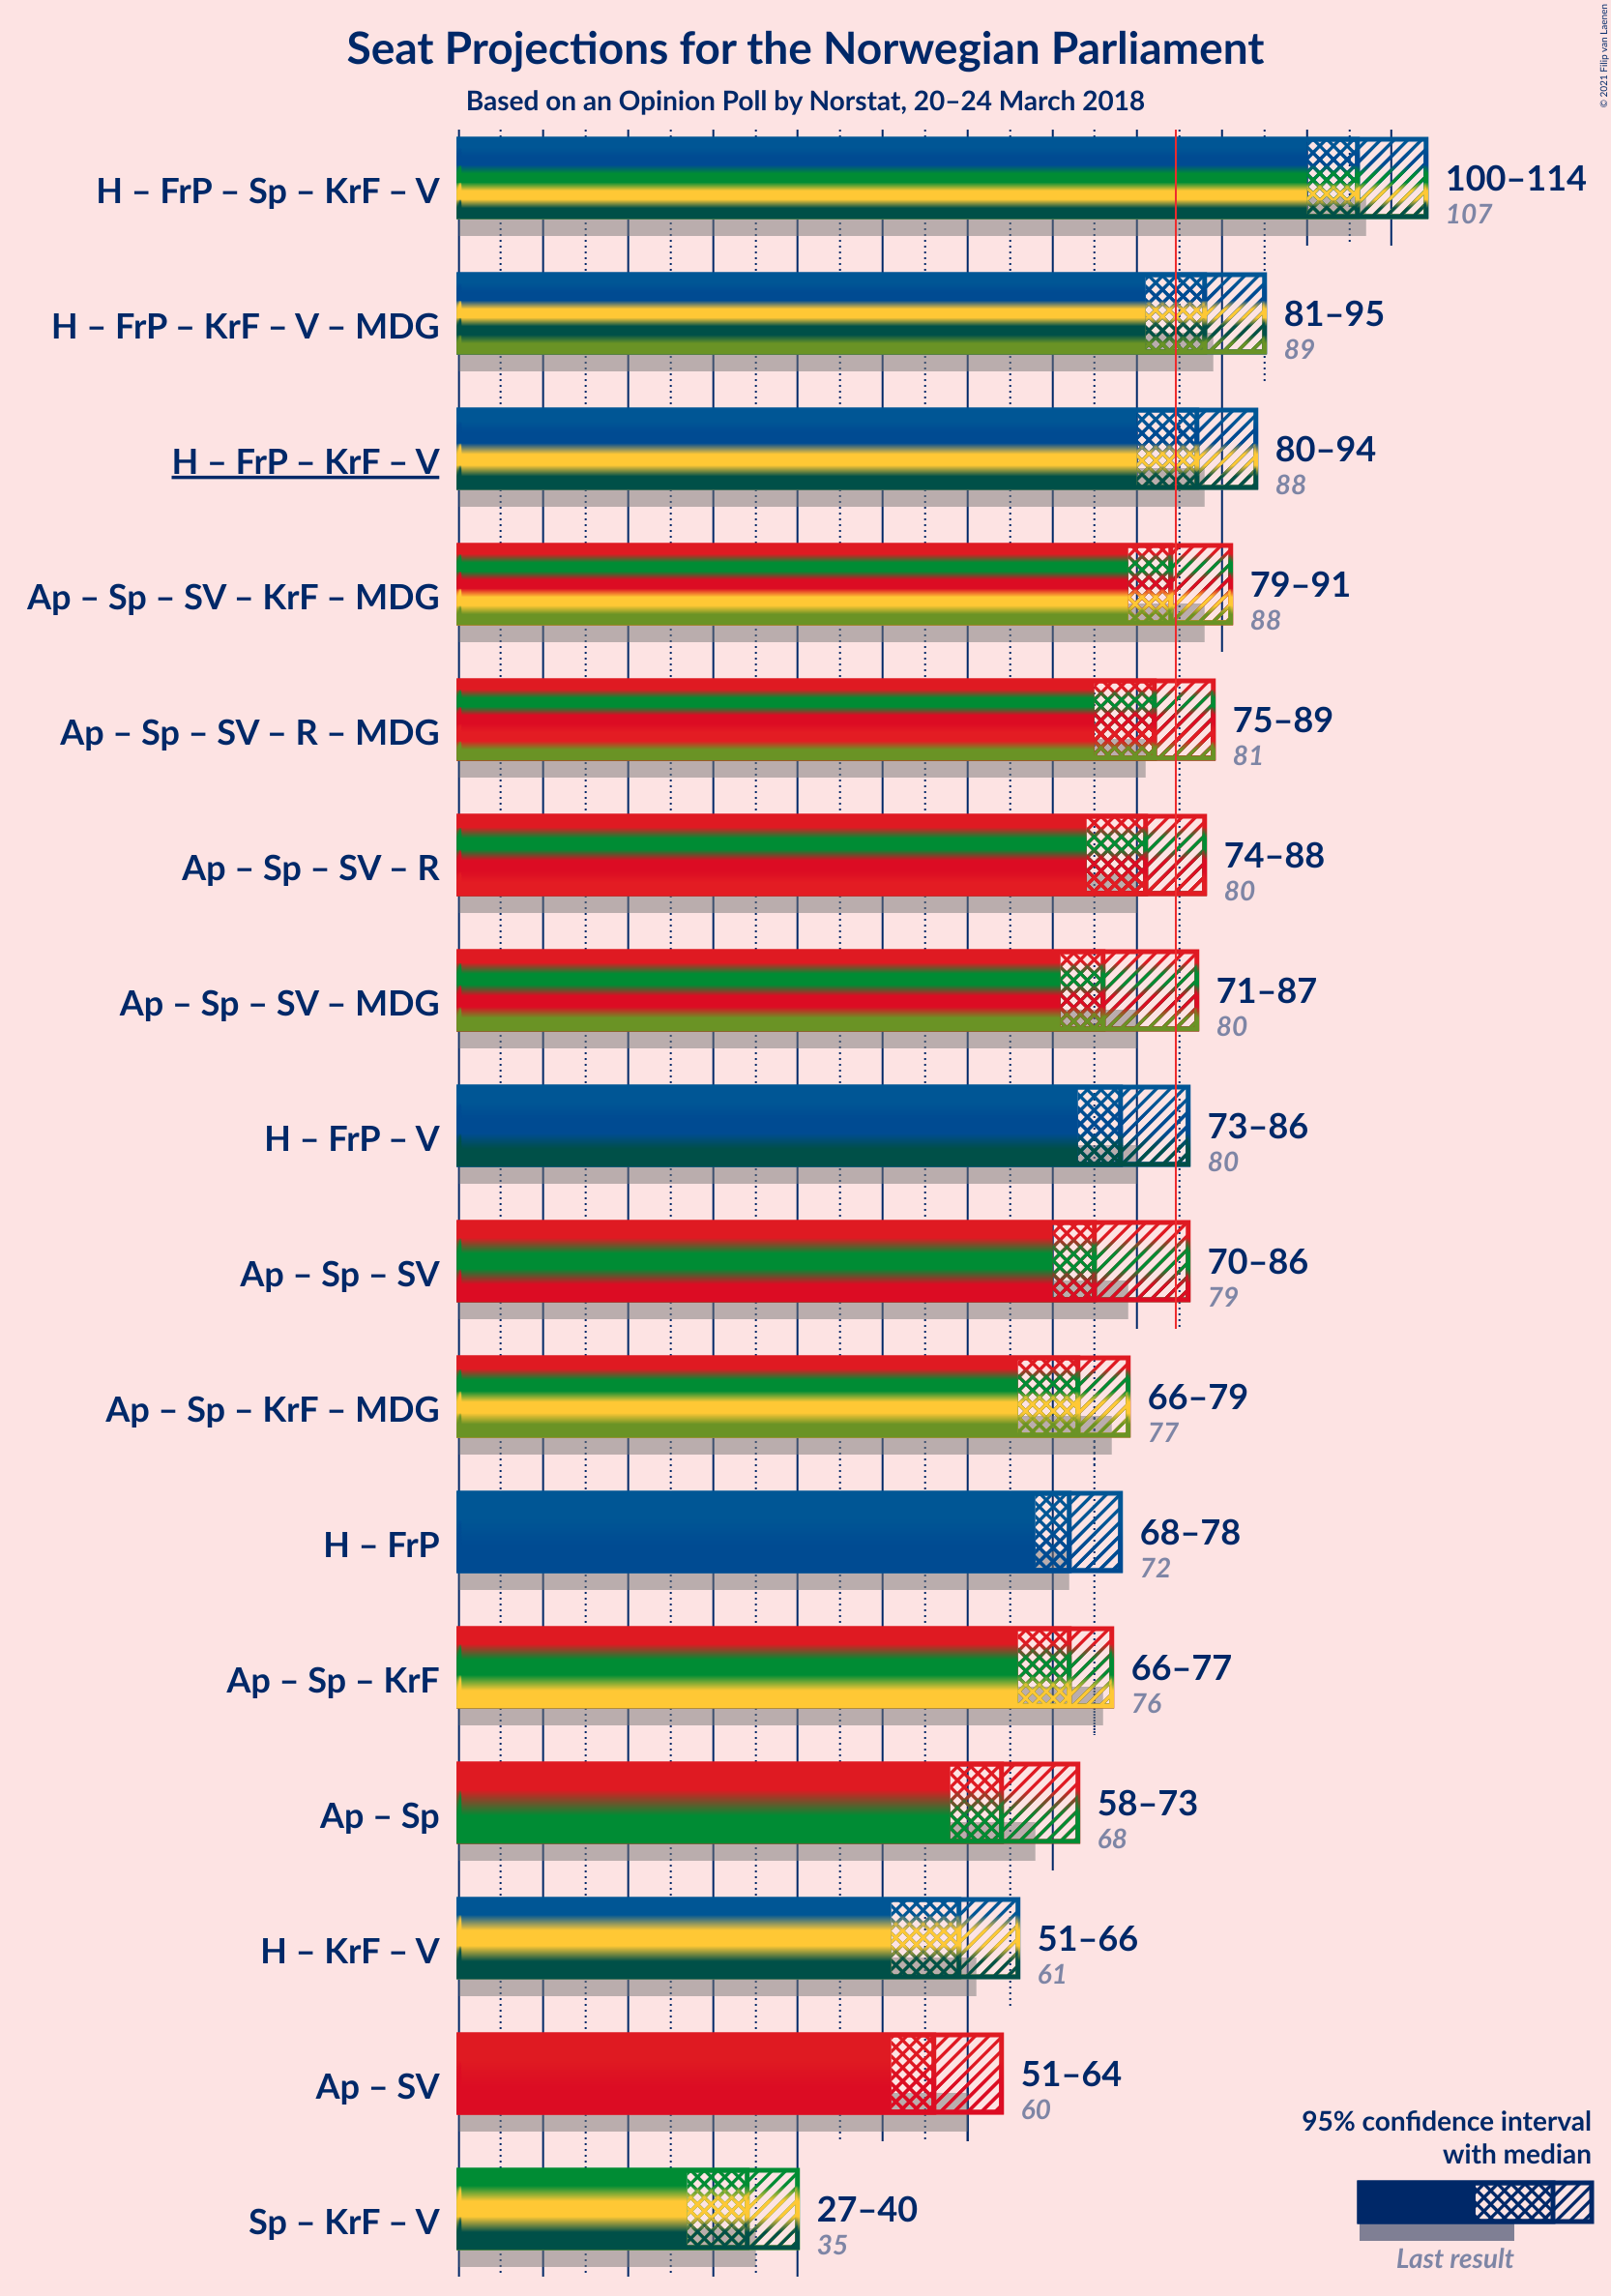 Seat Projections for the Norwegian Parliament
Based on an Opinion Poll by Norstat, 20–24 March 2018
© 2021 Filip van Laenen
H – FrP – Sp – KrF – V
100–114
107
H – FrP – KrF – V – MDG
81–95
89
H – FrP – KrF – V
80–94
88
Ap – Sp – SV – KrF – MDG
79–91
88
Ap – Sp – SV – R – MDG
75–89
81
Ap – Sp – SV – R
74–88
80
Ap – Sp – SV – MDG
71–87
80
H – FrP – V
73–86
80
Ap – Sp – SV
70–86
79
Ap – Sp – KrF – MDG
66–79
77
H – FrP
68–78
72
Ap – Sp – KrF
66–77
76
Ap – Sp
58–73
68
H – KrF – V
51–66
61
Ap – SV
51–64
60
Sp – KrF – V
27–40
35
95% confidence interval
with median
Last result